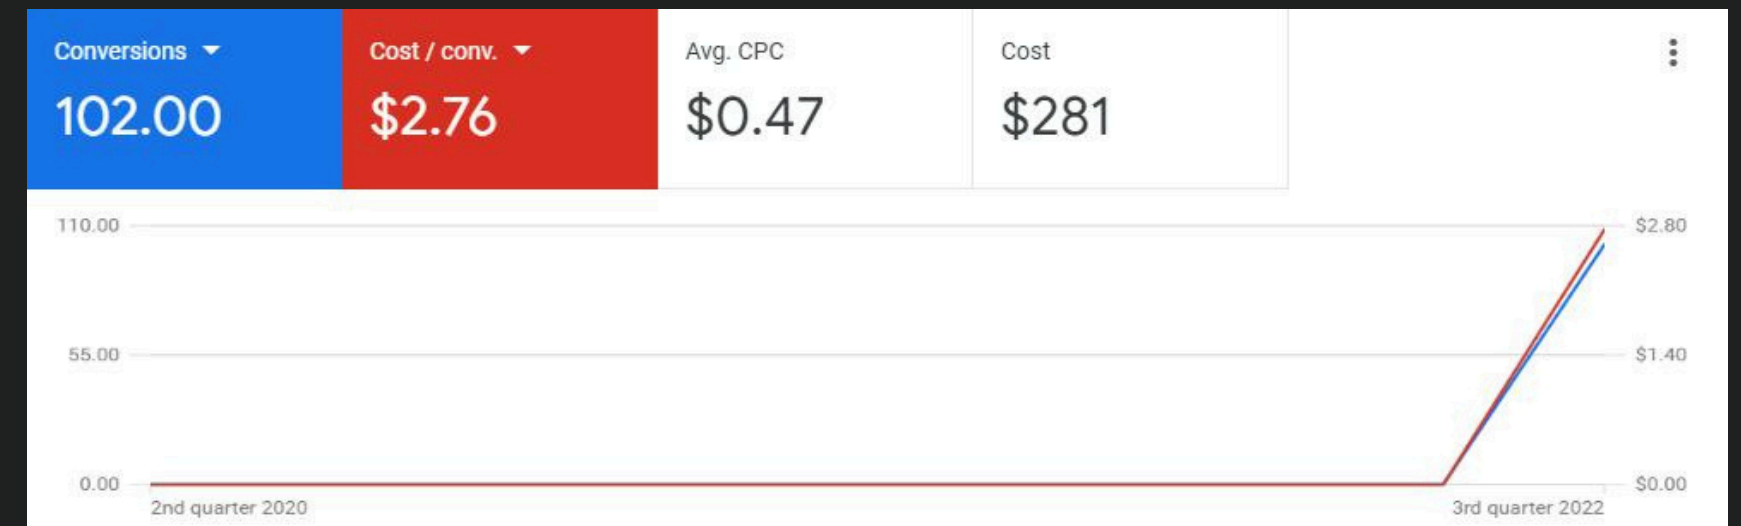 Conversions
Cost / conv.
Avg. CPC
Cost
102.00
$2.76
$0.47
$281
110.00
$2.80
55.00
$1.40
0.00
$0.00
2nd quarter 2020
3rd quarter 2022